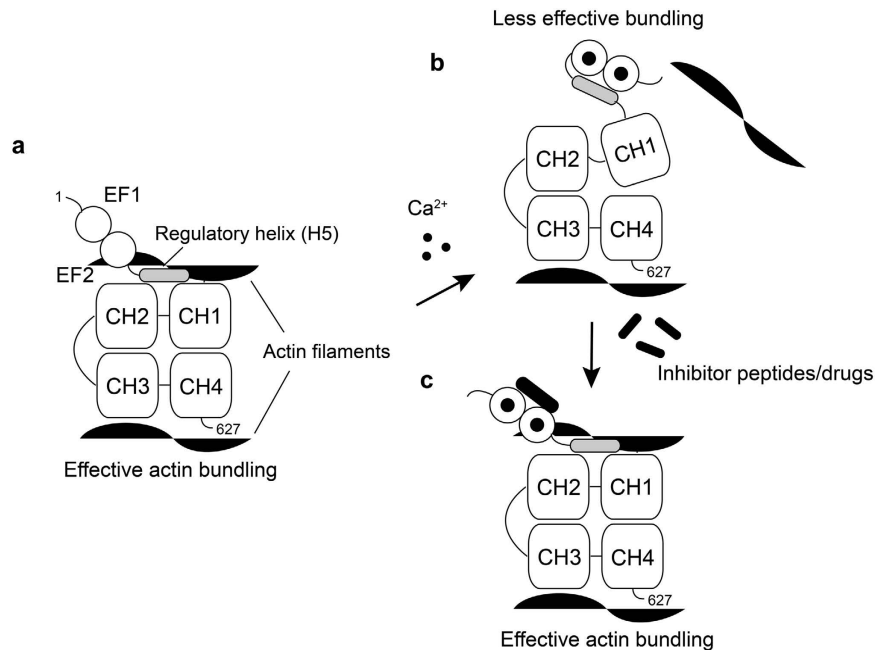 a
1
EF1
Regulatory helix (H5)
EF2
CH2
CH1
Actin filaments
CH3
CH4
627
Effective actin bundling
Ca²⁺
Less effective bundling
b
CH2
CH1
CH3
CH4
627
Inhibitor peptides/drugs
c
CH2
CH1
CH3
CH4
627
Effective actin bundling